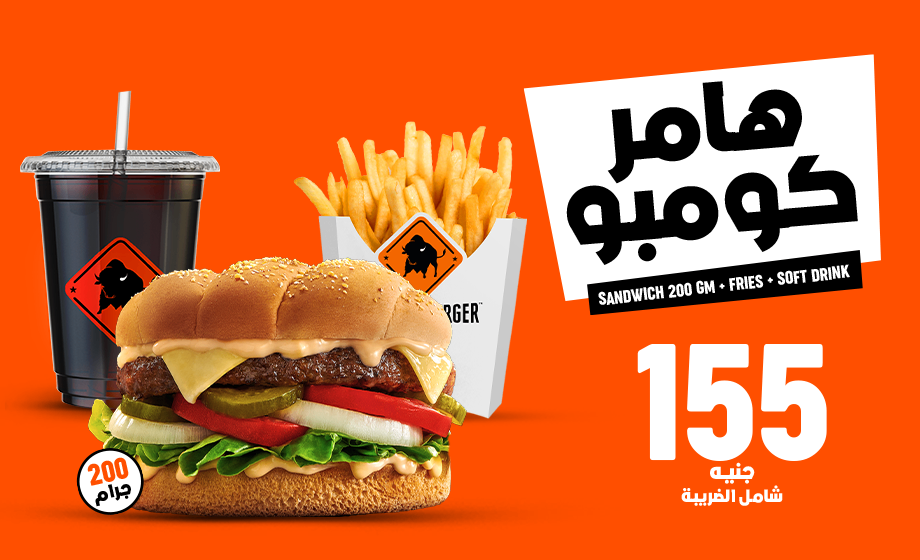 هامر
كومبو
SANDWICH 200 GM + FRIES + SOFT DRINK
155
جنيه
شامل الضريبة
200
جرام